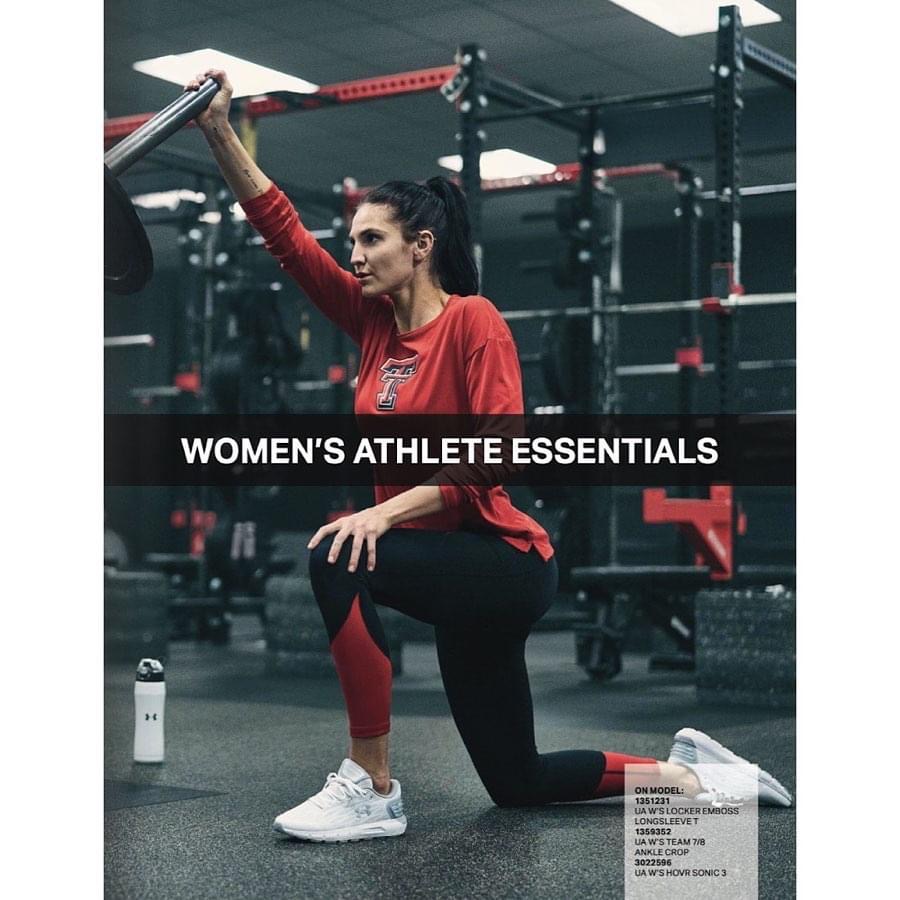 WOMEN'S ATHLETE ESSENTIALS
ON MODEL:
1351231
UA W'S LOCKER EMBOSS
LONGSLEEVE T
1359352
UA W'S TEAM 7/8
ANKLE CROP
3022596
UA W'S HOVR SONIC 3